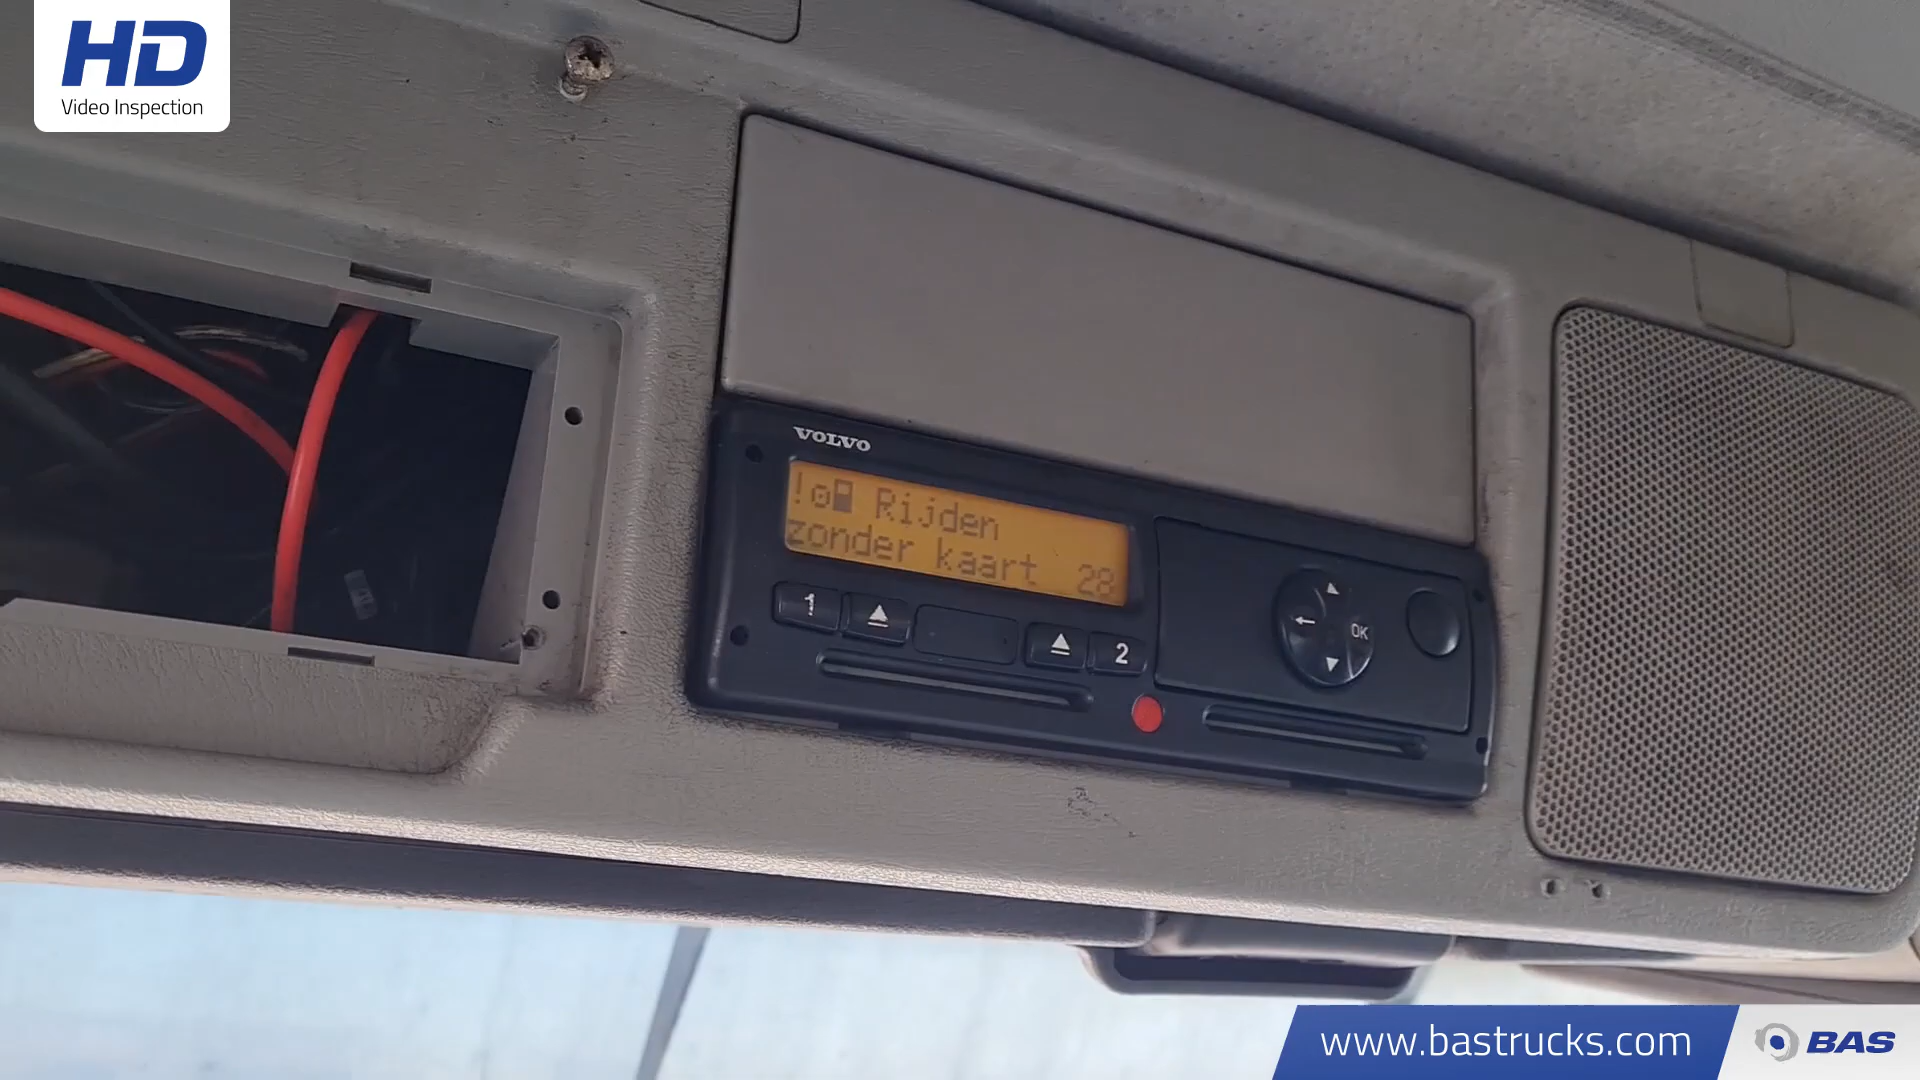 HD
Video Inspection
VOLVO
! Rijden
zonder kaart 28
1
2
OK
www.bastrucks.com
BAS